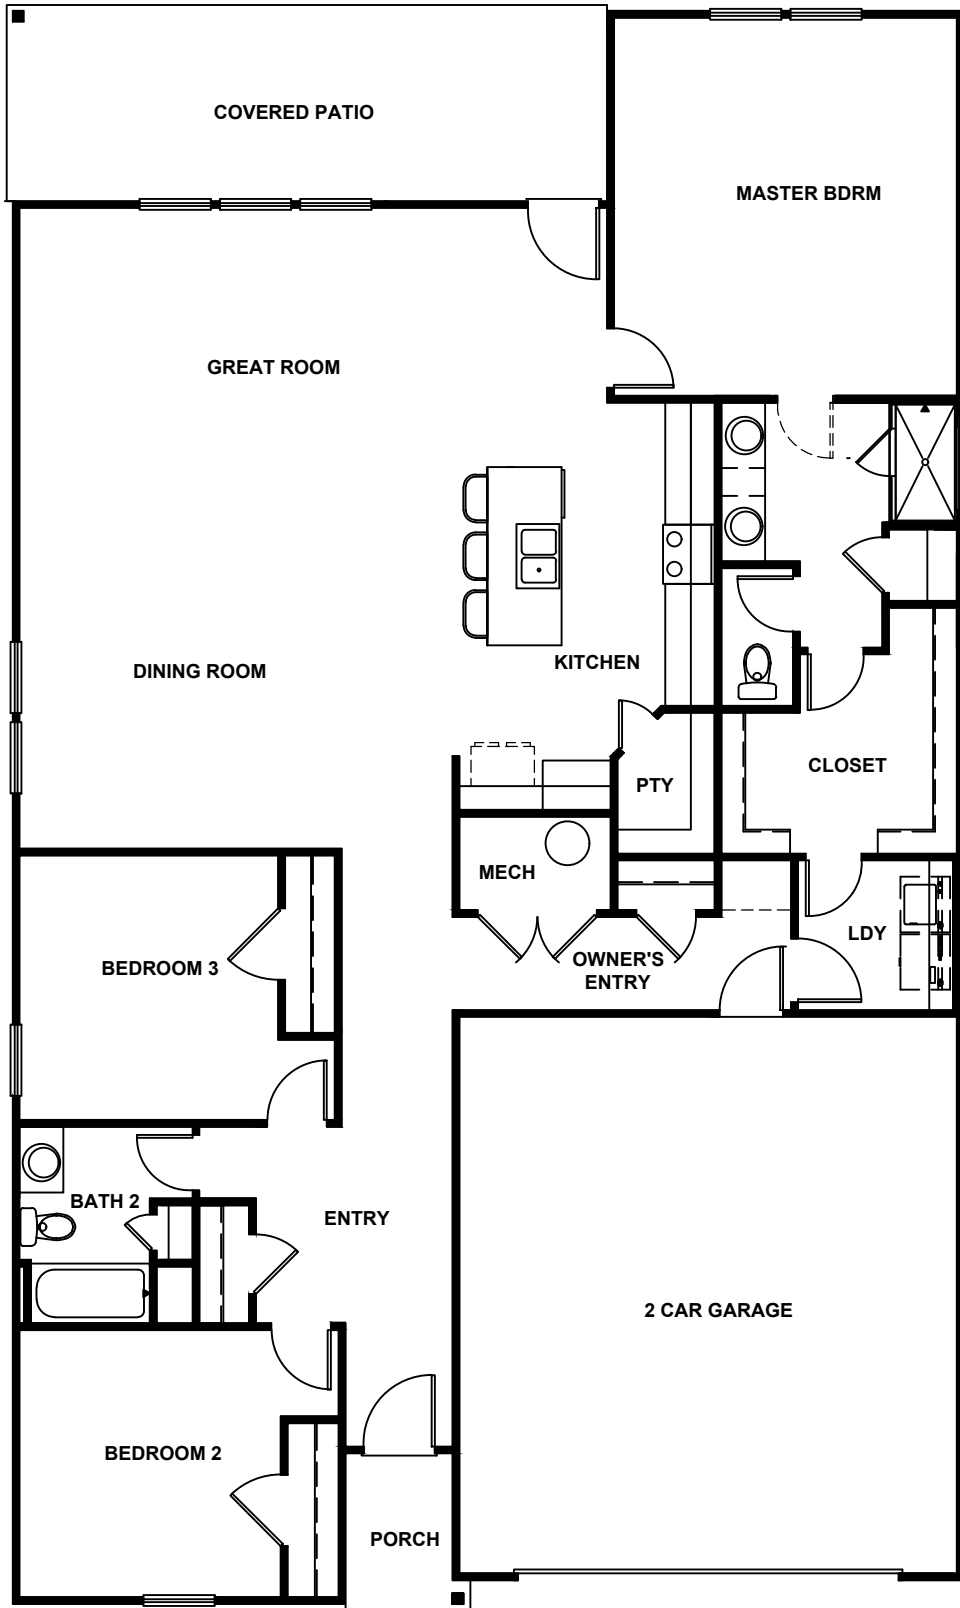 COVERED PATIO
MASTER BDRM
GREAT ROOM
DINING ROOM
KITCHEN
CLOSET
PTY
MECH
LDY
OWNER'S
ENTRY
BEDROOM 3
BATH 2
ENTRY
2 CAR GARAGE
BEDROOM 2
PORCH